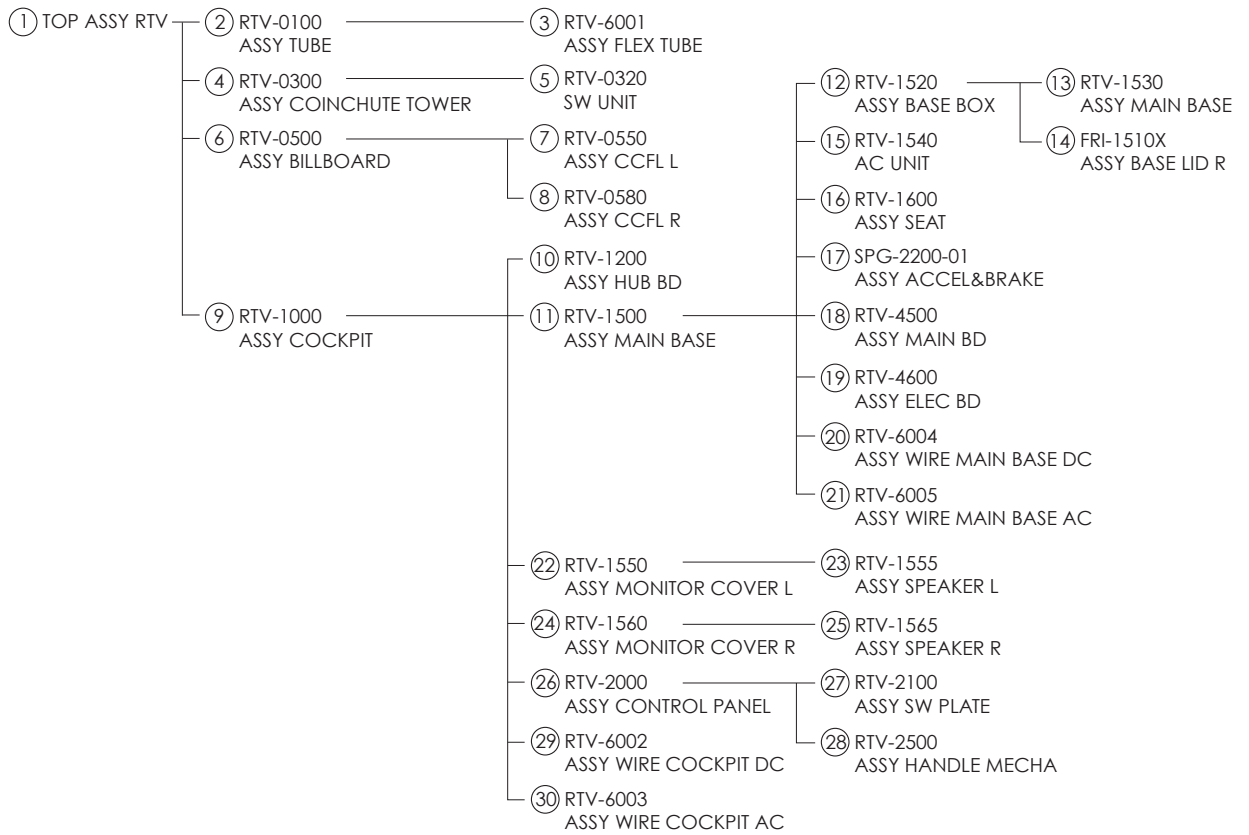 1 TOP ASSY RTV
2 RTV-0100
ASSY TUBE
3 RTV-6001
ASSY FLEX TUBE
4 RTV-0300
ASSY COINCHUTE TOWER
5 RTV-0320
SW UNIT
6 RTV-0500
ASSY BILLBOARD
7 RTV-0550
ASSY CCFL L
8 RTV-0580
ASSY CCFL R
9 RTV-1000
ASSY COCKPIT
10 RTV-1200
ASSY HUB BD
11 RTV-1500
ASSY MAIN BASE
12 RTV-1520
ASSY BASE BOX
13 RTV-1530
ASSY MAIN BASE
14 FRI-1510X
ASSY BASE LID R
15 RTV-1540
AC UNIT
16 RTV-1600
ASSY SEAT
17 SPG-2200-01
ASSY ACCEL&BRAKE
18 RTV-4500
ASSY MAIN BD
19 RTV-4600
ASSY ELEC BD
20 RTV-6004
ASSY WIRE MAIN BASE DC
21 RTV-6005
ASSY WIRE MAIN BASE AC
22 RTV-1550
ASSY MONITOR COVER L
23 RTV-1555
ASSY SPEAKER L
24 RTV-1560
ASSY MONITOR COVER R
25 RTV-1565
ASSY SPEAKER R
26 RTV-2000
ASSY CONTROL PANEL
27 RTV-2100
ASSY SW PLATE
28 RTV-2500
ASSY HANDLE MECHA
29 RTV-6002
ASSY WIRE COCKPIT DC
30 RTV-6003
ASSY WIRE COCKPIT AC